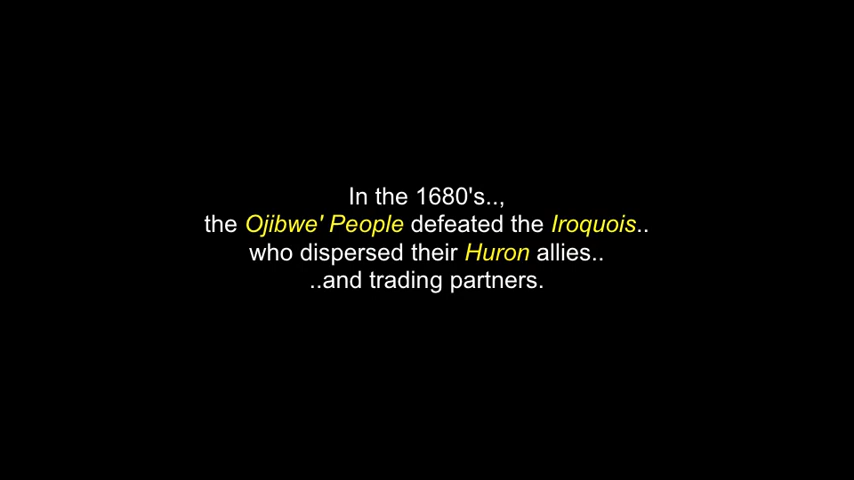 In the 1680's..,
the Ojibwe' People defeated the Iroquois..
who dispersed their Huron allies..
..and trading partners.